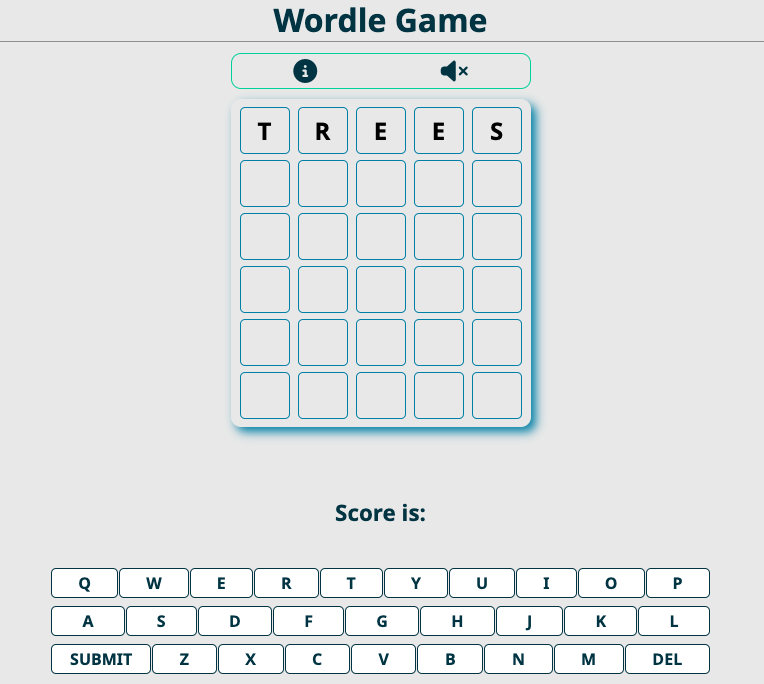 Wordle Game
T R E E S
Score is:
Q W E R T Y U I O P
A S D F G H J K L
SUBMIT Z X C V B N M DEL